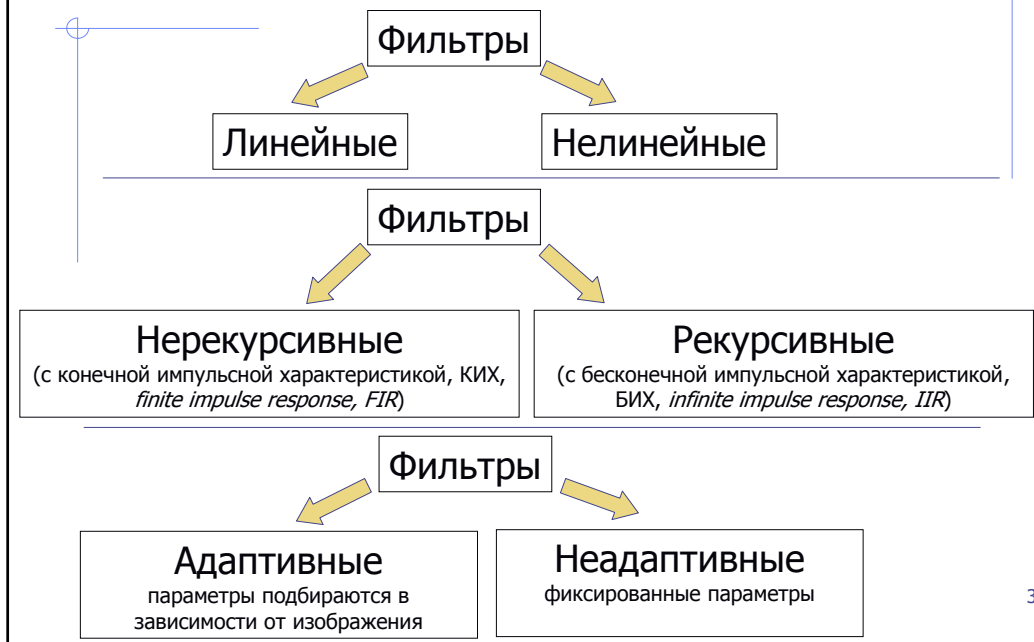 Фильтры
Линейные
Нелинейные
Фильтры
Нерекурсивные
(с конечной импульсной характеристикой, КИХ,
finite impulse response, FIR)
Рекурсивные
(с бесконечной импульсной характеристикой,
БИХ, infinite impulse response, IIR)
Фильтры
Адаптивные
параметры подбираются в
зависимости от изображения
Неадаптивные
фиксированные параметры
3